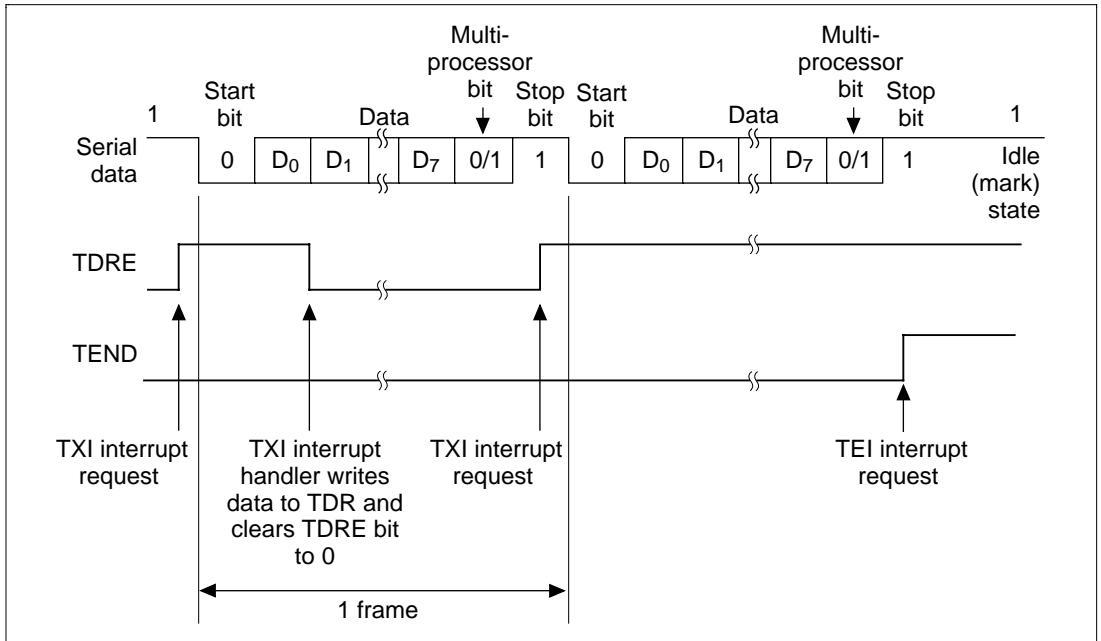 Multi-
processor
bit
Multi-
processor
bit
1
Start
bit
Data
Stop
bit
Start
bit
Data
Stop
bit
1
Serial
data
0
D0
D1
D7
0/1
1
0
D0
D1
D7
0/1
1
Idle
(mark)
state
TDRE
TEND
TXI interrupt
request
TXI interrupt
handler writes
data to TDR and
clears TDRE bit
to 0
TXI interrupt
request
TEI interrupt
request
1 frame